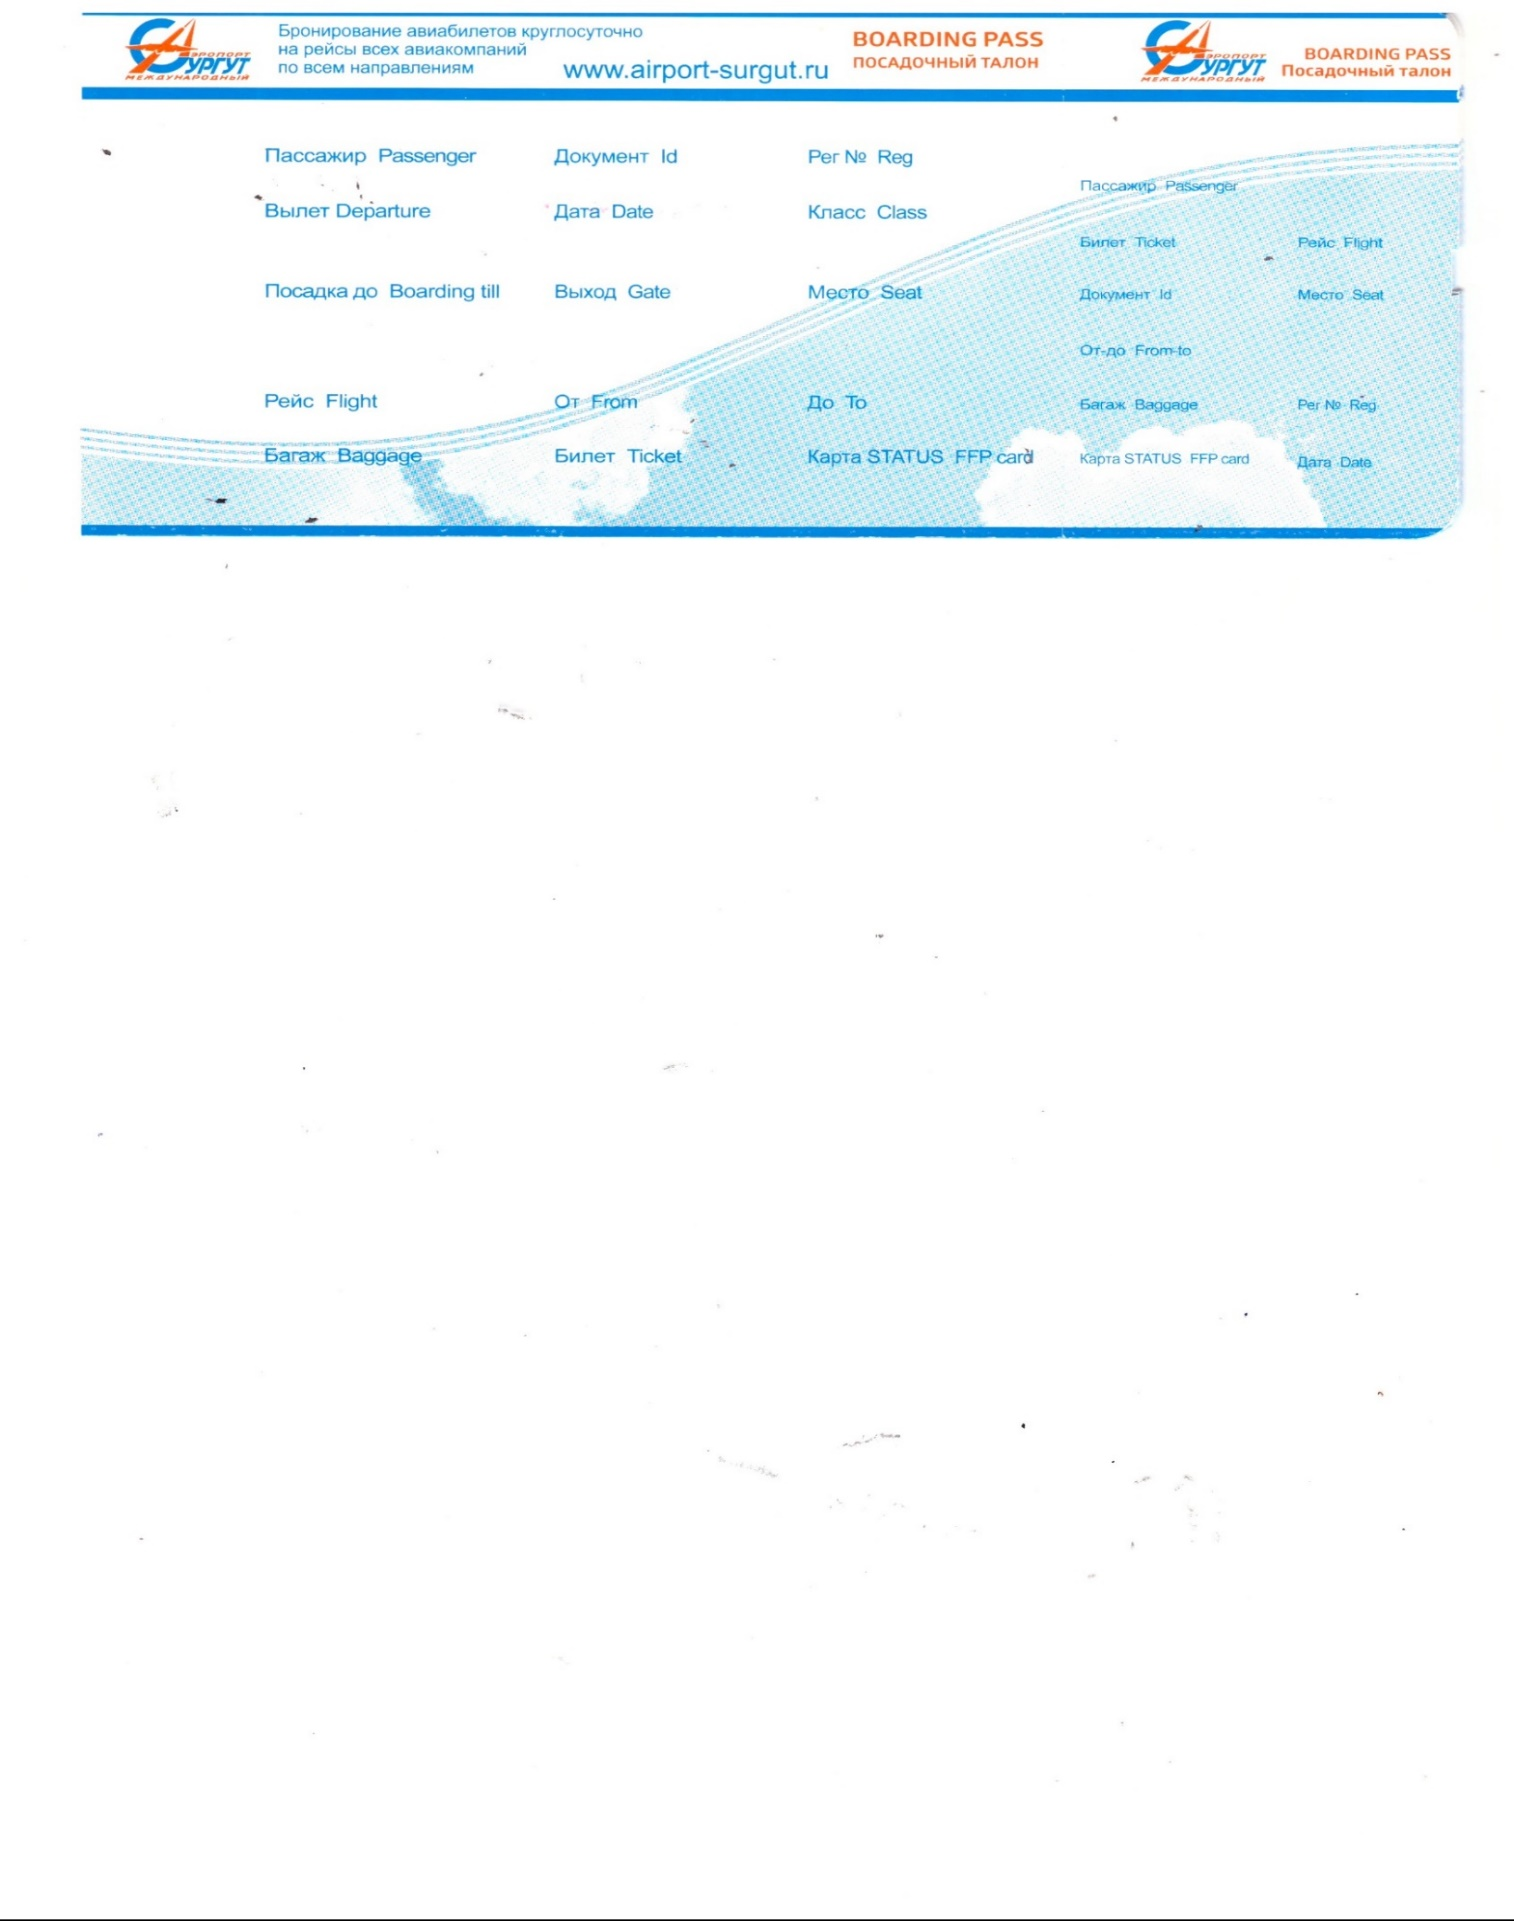 АЭРОПОРТ
СУРГУТ
МЕЖДУНАРОДНЫЙ
Бронирование авиабилетов круглосуточно
на рейсы всех авиакомпаний
по всем направлениям
www.airport-surgut.ru
BOARDING PASS
ПОСАДОЧНЫЙ ТАЛОН
АЭРОПОРТ
СУРГУТ
МЕЖДУНАРОДНЫЙ
BOARDING PASS
Посадочный талон
Пассажир Passenger
Документ Id
Рег № Reg
Вылет Departure
Дата Date
Класс Class
Посадка до Boarding till
Выход Gate
Место Seat
Рейс Flight
От From
До To
Багаж Baggage
Билет Ticket
Карта STATUS FFP card
Пассажир Passenger
Билет Ticket
Рейс Flight
Документ Id
Место Seat
От-до From-to
Багаж Baggage
Рег № Reg
Карта STATUS FFP card
Дата Date